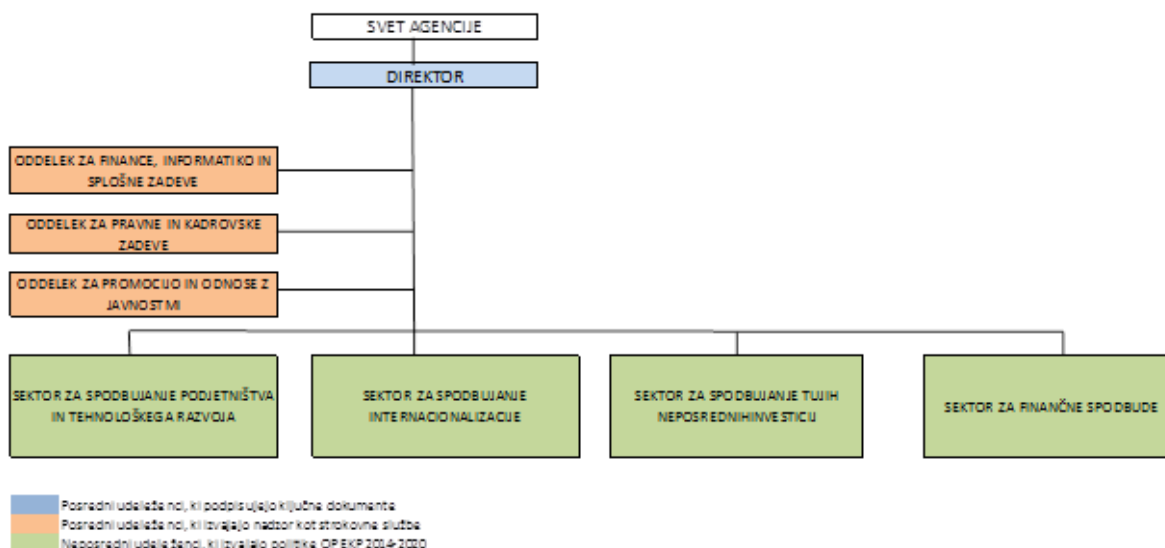 SVET AGENCIJE
DIREKTOR
ODDELEK ZA FINANCE, INFORMATIKO IN
SPLOŠNE ZADEVE
ODDELEK ZA PRAVNE IN KADROVSKE
ZADEVE
ODDELEK ZA PROMOCIJO IN ODNOSE Z
JAVNOSTMI
SEKTOR ZA SPODBUJANJE PODJETNIŠTVA
IN TEHNOLOŠKEGA RAZVOJA
SEKTOR ZA SPODBUJANJE
INTERNACIONALIZACIJE
SEKTOR ZA SPODBUJANJE TUJIH
NEPOSREDNIHINVESTICIJ
SEKTOR ZA FINANČNE SPODBUDE
Posredni udeleženci, ki podpisujejo ključne dokumente
Posredni udeleženci, ki izvajajo nadzor kot strokovne službe
Neposredni udeleženci, ki izvajajo politike OP EKP 2014-2020